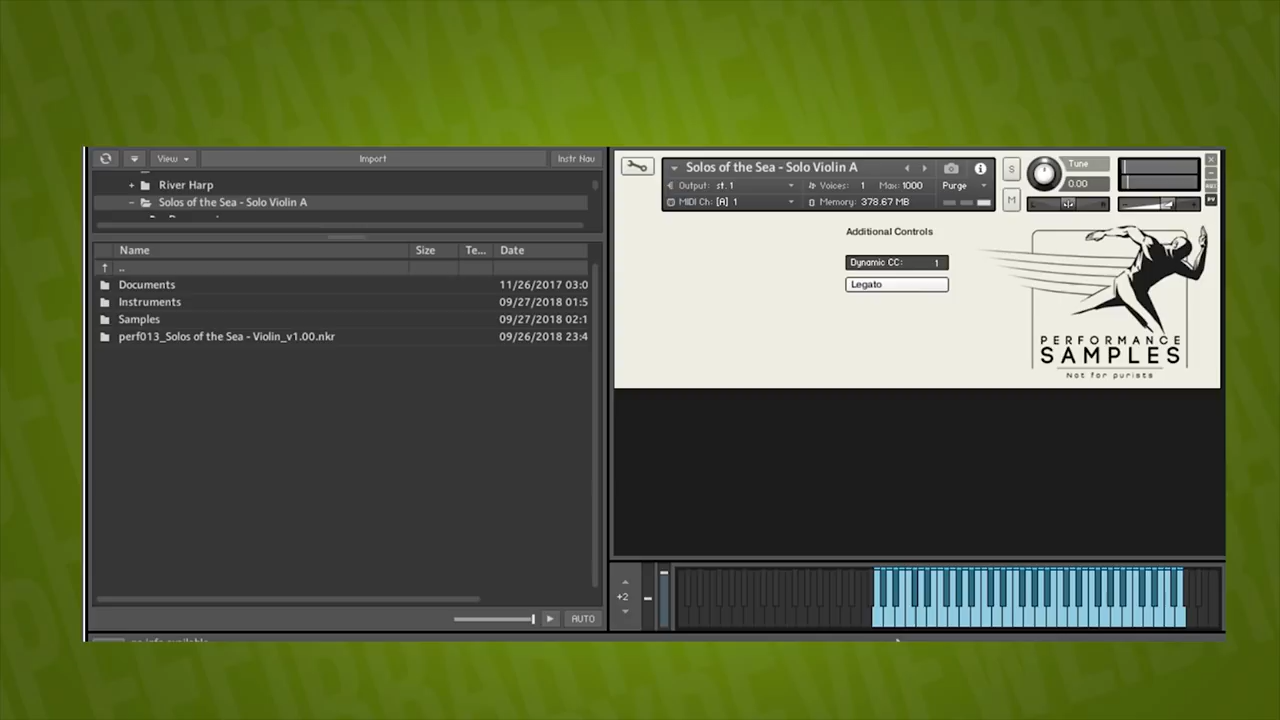 View
Import
Instr Nav
+ River Harp
- Solos of the Sea - Solo Violin A
Name Size Te... Date
..
Documents 11/26/2017 03:0
Instruments 09/27/2018 01:5
Samples 09/27/2018 02:1
perf013_Solos of the Sea - Violin_v1.00.nkr 09/26/2018 23:4
AUTO
Solos of the Sea - Solo Violin A
Output: st. 1 Voices: 1 Max: 1000 Purge
MIDI Ch: [A] 1 Memory: 378.67 MB
S
M
Tune
0.00
L R
AUX
PV
Additional Controls
Dynamic CC: 1
Legato
PERFORMANCE
SAMPLES
Not for purists
+2